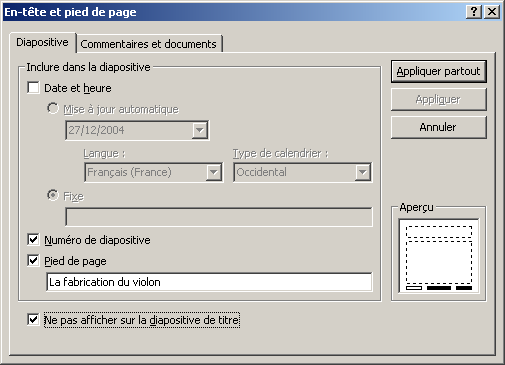 En-tête et pied de page
Diapositive
Commentaires et documents
Inclure dans la diapositive
Date et heure
Mise à jour automatique
27/12/2004
Langue :
Type de calendrier :
Français (France)
Occidental
Fixe
Numéro de diapositive
Pied de page
La fabrication du violon
Ne pas afficher sur la diapositive de titre
Appliquer partout
Appliquer
Annuler
Aperçu